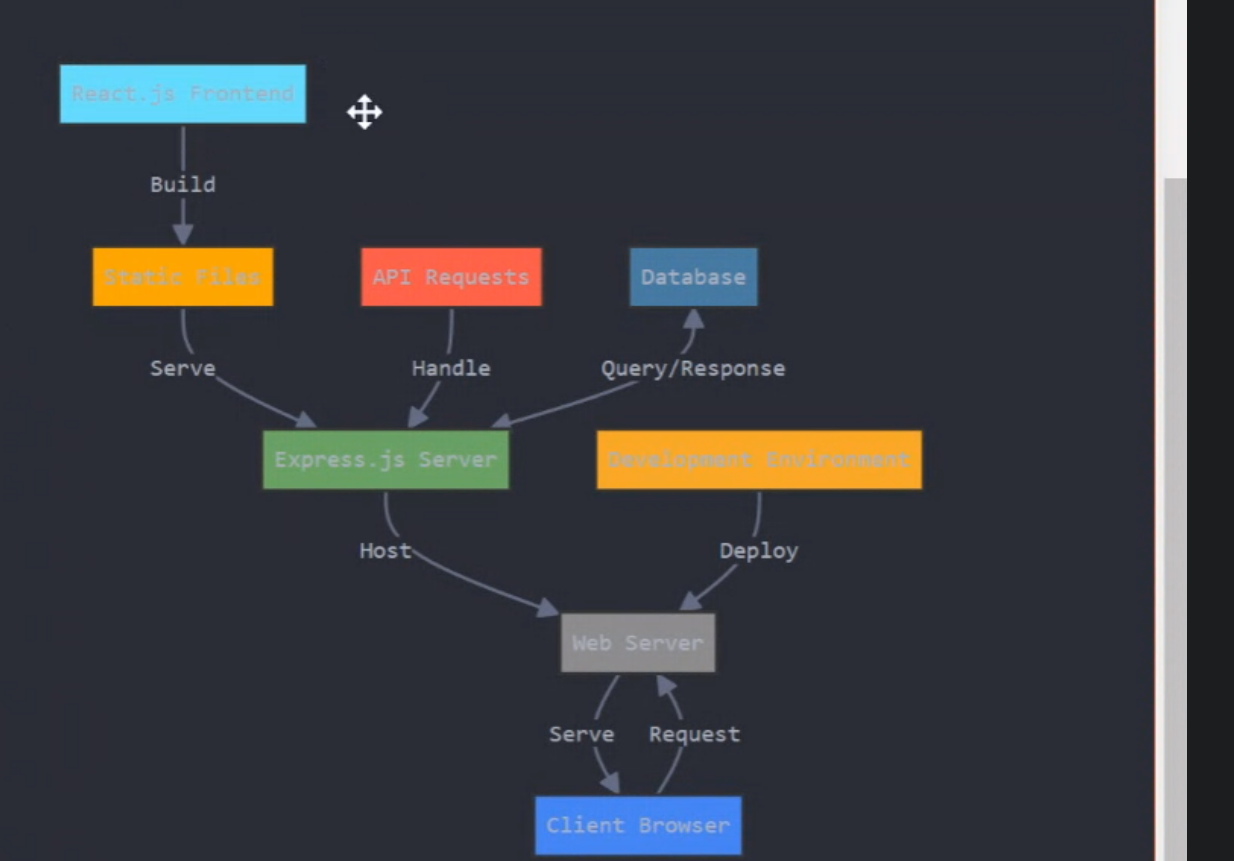 React.js Frontend
Build
Static Files
API Requests
Database
Serve
Handle
Query/Response
Express.js Server
Development Environment
Host
Deploy
Web Server
Serve
Request
Client Browser